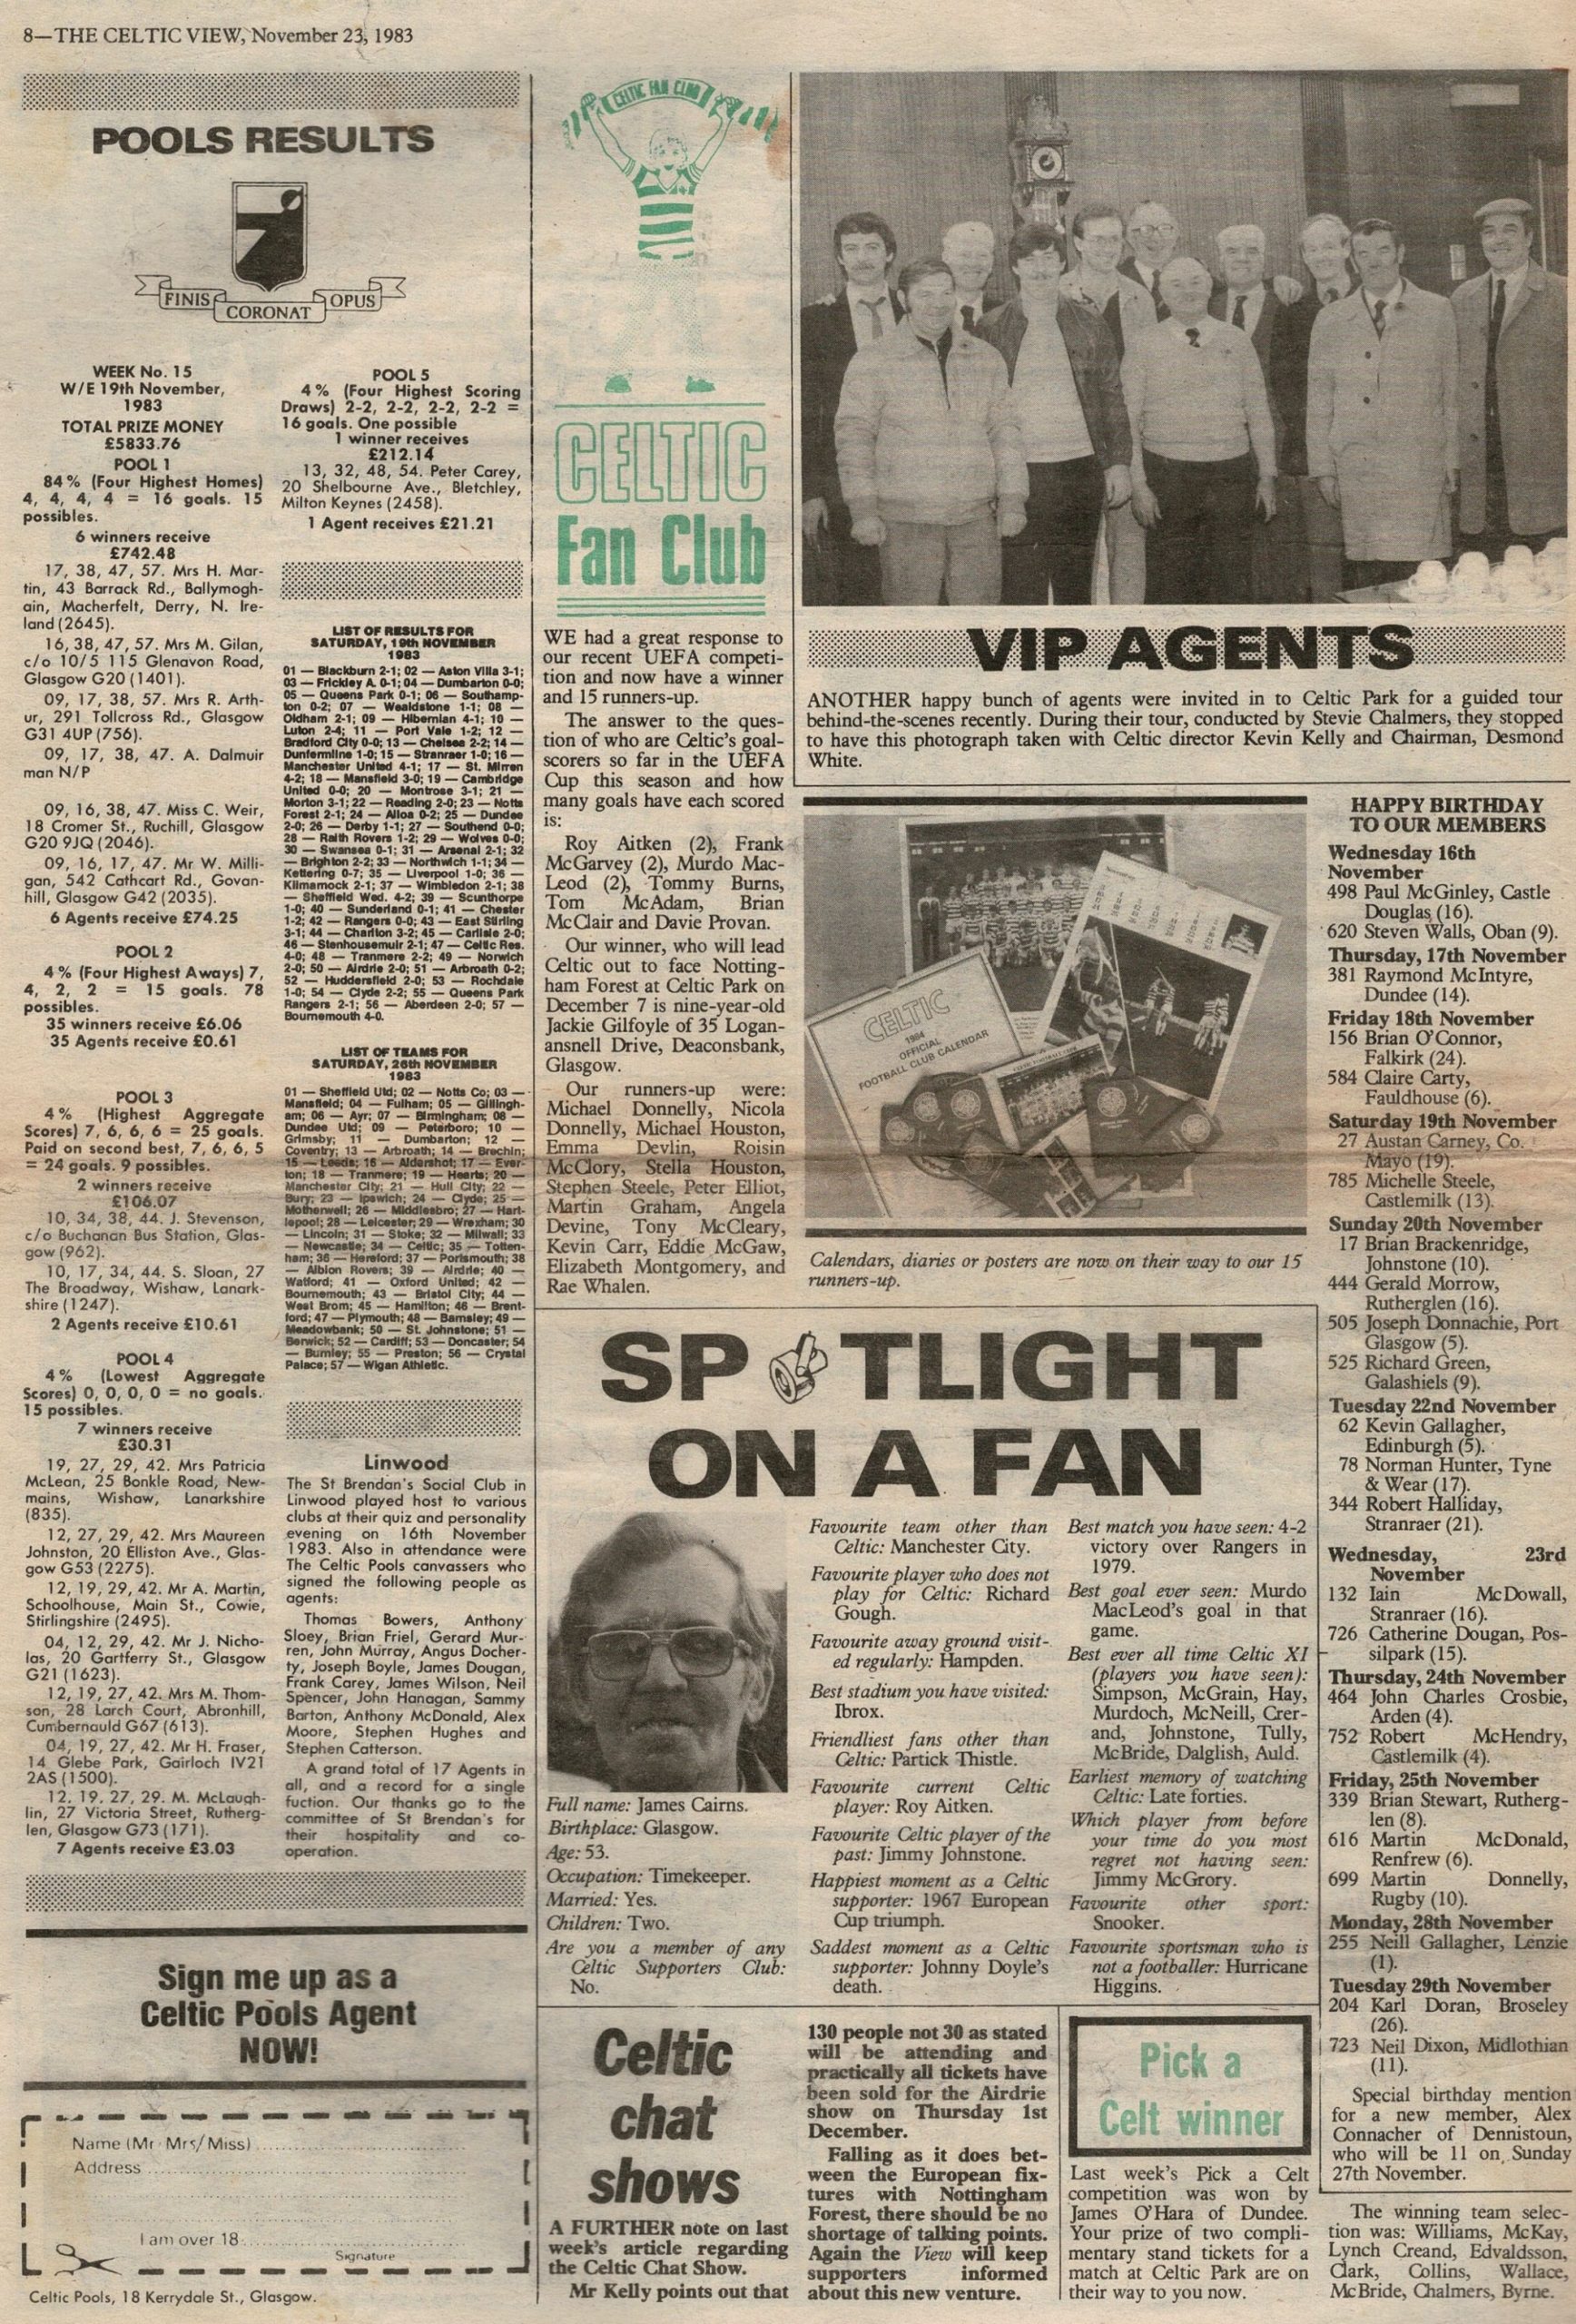 8—THE CELTIC VIEW, November 23, 1983
POOLS RESULTS
FINIS
CORONAT
OPUS
WEEK No. 15
W/E 19th November,
1983
TOTAL PRIZE MONEY
£5833.76
POOL 1
84% (Four Highest Homes)
4, 4, 4, 4 = 16 goals. 15
possibles.
6 winners receive
£742.48
17, 38, 47, 57. Mrs H. Mar-
tin, 43 Barrack Rd., Ballymogh-
ain, Macherfelt, Derry, N. Ire-
land (2645).
16, 38, 47, 57. Mrs M. Gilan,
c/o 10/5 115 Glenavon Road,
Glasgow G20 (1401).
09, 17, 38, 57. Mrs R. Arth-
ur, 291 Tollcross Rd., Glasgow
G31 4UP (756).
09, 17, 38, 47. A. Dalmuir
man N/P
09, 16, 38, 47. Miss C. Weir,
18 Cromer St., Ruchill, Glasgow
G20 9JQ (2046).
09, 16, 17, 47. Mr W. Milli-
gan, 542 Cathcart Rd., Govan-
hill, Glasgow G42 (2035).
6 Agents receive £74.25
POOL 2
4% (Four Highest Aways) 7,
4, 2, 2 = 15 goals. 78
possibles.
35 winners receive £6.06
35 Agents receive £0.61
POOL 3
4% (Highest Aggregate
Scores) 7, 6, 6, 6 = 25 goals.
Paid on second best, 7, 6, 6, 5
= 24 goals. 9 possibles.
2 winners receive
£106.07
10, 34, 38, 44. J. Stevenson,
c/o Buchanan Bus Station, Glas-
gow (962).
10, 17, 34, 44. S. Sloan, 27
The Broadway, Wishaw, Lanark-
shire (1247).
2 Agents receive £10.61
POOL 4
4% (Lowest Aggregate
Scores) 0, 0, 0, 0 = no goals.
15 possibles.
7 winners receive
£30.31
19, 27, 29, 42. Mrs Patricia
McLean, 25 Bonkle Road, New-
mains, Wishaw, Lanarkshire
(835).
12, 27, 29, 42. Mrs Maureen
Johnston, 20 Elliston Ave., Glas-
gow G53 (2275).
12, 19, 29, 42. Mr A. Martin,
Schoolhouse, Main St., Cowie,
Stirlingshire (2495).
04, 12, 29, 42. Mr J. Nicho-
las, 20 Gartferry St., Glasgow
G21 (1623).
12, 19, 27, 42. Mrs M. Thom-
son, 28 Larch Court, Abronhill,
Cumbernauld G67 (613).
04, 19, 27, 42. Mr H. Fraser,
14 Glebe Park, Gairloch IV21
2AS (1500).
12, 19, 27, 29. M. McLaugh-
lin, 27 Victoria Street, Rutherg-
len, Glasgow G73 (171).
7 Agents receive £3.03
POOL 5
4% (Four Highest Scoring
Draws) 2-2, 2-2, 2-2, 2-2 =
16 goals. One possible
1 winner receives
£212.14
13, 32, 48, 54. Peter Carey,
20 Shelbourne Ave., Bletchley,
Milton Keynes (2458).
1 Agent receives £21.21
LIST OF RESULTS FOR
SATURDAY, 19th NOVEMBER
1983
01 — Blackburn 2-1; 02 — Aston Villa 3-1;
03 — Frickley A. 0-1; 04 — Dumbarton 0-0;
05 — Queens Park 0-1; 06 — Southamp-
ton 0-2; 07 — Wealdstone 1-1; 08 —
Oldham 2-1; 09 — Hibernian 4-1; 10 —
Luton 2-4; 11 — Port Vale 1-2; 12 —
Bradford City 0-0; 13 — Chelsea 2-2; 14 —
Dunfermline 1-0; 15 — Stranraer 1-0; 16 —
Manchester United 4-1; 17 — St. Mirren
4-2; 18 — Mansfield 3-0; 19 — Cambridge
United 0-0; 20 — Montrose 3-1; 21 —
Morton 3-1; 22 — Reading 2-0; 23 — Notts
Forest 2-1; 24 — Alloa 0-2; 25 — Dundee
2-0; 26 — Derby 1-1; 27 — Southend 0-0;
28 — Raith Rovers 1-2; 29 — Wolves 0-0;
30 — Swansea 0-1; 31 — Arsenal 2-1; 32
— Brighton 2-2; 33 — Northwich 1-1; 34 —
Kettering 0-7; 35 — Liverpool 1-0; 36 —
Kilmarnock 2-1; 37 — Wimbledon 2-1; 38
— Sheffield Wed. 4-2; 39 — Scunthorpe
1-0; 40 — Sunderland 0-1; 41 — Chester
1-2; 42 — Rangers 0-0; 43 — East Stirling
3-1; 44 — Charlton 3-2; 45 — Carlisle 2-0;
46 — Stenhousemuir 2-1; 47 — Celtic Res.
4-0; 48 — Tranmere 2-2; 49 — Norwich
2-0; 50 — Airdrie 2-0; 51 — Arbroath 0-2;
52 — Huddersfield 2-0; 53 — Rochdale
1-0; 54 — Clyde 2-2; 55 — Queens Park
Rangers 2-1; 56 — Aberdeen 2-0; 57 —
Bournemouth 4-0.
LIST OF TEAMS FOR
SATURDAY, 26th NOVEMBER
1983
01 — Sheffield Utd; 02 — Notts Co; 03 —
Mansfield; 04 — Fulham; 05 — Gillingh-
am; 06 — Ayr; 07 — Birmingham; 08 —
Dundee Utd; 09 — Peterboro; 10 —
Grimsby; 11 — Dumbarton; 12 —
Coventry; 13 — Arbroath; 14 — Brechin;
15 — Leeds; 16 — Aldershot; 17 — Ever-
ton; 18 — Tranmere; 19 — Hearts; 20 —
Manchester City; 21 — Hull City; 22 —
Bury; 23 — Ipswich; 24 — Clyde; 25 —
Motherwell; 26 — Middlesbro; 27 — Hart-
lepool; 28 — Leicester; 29 — Wrexham; 30
— Lincoln; 31 — Stoke; 32 — Milwall; 33
— Newcastle; 34 — Celtic; 35 — Totten-
ham; 36 — Hereford; 37 — Portsmouth; 38
— Albion Rovers; 39 — Airdrie; 40 —
Watford; 41 — Oxford United; 42 —
Bournemouth; 43 — Bristol City; 44 —
West Brom; 45 — Hamilton; 46 — Brent-
ford; 47 — Plymouth; 48 — Barnsley; 49 —
Meadowbank; 50 — St. Johnstone; 51 —
Berwick; 52 — Cardiff; 53 — Doncaster; 54
— Burnley; 55 — Preston; 56 — Crystal
Palace; 57 — Wigan Athletic.
Linwood
The St Brendan's Social Club in
Linwood played host to various
clubs at their quiz and personality
evening on 16th November
1983. Also in attendance were
The Celtic Pools canvassers who
signed the following people as
agents:
Thomas Bowers, Anthony
Sloey, Brian Friel, Gerard Mur-
ren, John Murray, Angus Docher-
ty, Joseph Boyle, James Dougan,
Frank Carey, James Wilson, Neil
Spencer, John Hanagan, Sammy
Barton, Anthony McDonald, Alex
Moore, Stephen Hughes and
Stephen Catterson.
A grand total of 17 Agents in
all, and a record for a single
fuction. Our thanks go to the
committee of St Brendan's for
their hospitality and co-
operation.
Sign me up as a
Celtic Pools Agent
NOW!
Name (Mr Mrs/Miss)
Address
I am over 18
Signature
Celtic Pools, 18 Kerrydale St., Glasgow.
CELTIC FAN CLUB
CELTIC
Fan Club
WE had a great response to
our recent UEFA competi-
tion and now have a winner
and 15 runners-up.
The answer to the ques-
tion of who are Celtic's goal-
scorers so far in the UEFA
Cup this season and how
many goals have each scored
is:
Roy Aitken (2), Frank
McGarvey (2), Murdo Mac-
Leod (2), Tommy Burns,
Tom McAdam, Brian
McClair and Davie Provan.
Our winner, who will lead
Celtic out to face Notting-
ham Forest at Celtic Park on
December 7 is nine-year-old
Jackie Gilfoyle of 35 Logan-
ansnell Drive, Deaconsbank,
Glasgow.
Our runners-up were:
Michael Donnelly, Nicola
Donnelly, Michael Houston,
Emma Devlin, Roisin
McClory, Stella Houston,
Stephen Steele, Peter Elliot,
Martin Graham, Angela
Devine, Tony McCleary,
Kevin Carr, Eddie McGaw,
Elizabeth Montgomery, and
Rae Whalen.
VIP AGENTS
ANOTHER happy bunch of agents were invited in to Celtic Park for a guided tour
behind-the-scenes recently. During their tour, conducted by Stevie Chalmers, they stopped
to have this photograph taken with Celtic director Kevin Kelly and Chairman, Desmond
White.
CELTIC
1984
OFFICIAL
FOOTBALL CLUB CALENDAR
Calendars, diaries or posters are now on their way to our 15
runners-up.
HAPPY BIRTHDAY
TO OUR MEMBERS
Wednesday 16th
November
498 Paul McGinley, Castle
Douglas (16).
620 Steven Walls, Oban (9).
Thursday, 17th November
381 Raymond McIntyre,
Dundee (14).
Friday 18th November
156 Brian O'Connor,
Falkirk (24).
584 Claire Carty,
Fauldhouse (6).
Saturday 19th November
27 Austan Carney, Co.
Mayo (19).
785 Michelle Steele,
Castlemilk (13).
Sunday 20th November
17 Brian Brackenridge,
Johnstone (10).
444 Gerald Morrow,
Rutherglen (16).
505 Joseph Donnachie, Port
Glasgow (5).
525 Richard Green,
Galashiels (9).
Tuesday 22nd November
62 Kevin Gallagher,
Edinburgh (5).
78 Norman Hunter, Tyne
& Wear (17).
344 Robert Halliday,
Stranraer (21).
Wednesday, 23rd
November
132 Iain McDowall,
Stranraer (16).
726 Catherine Dougan, Pos-
silpark (15).
Thursday, 24th November
464 John Charles Crosbie,
Arden (4).
752 Robert McHendry,
Castlemilk (4).
Friday, 25th November
339 Brian Stewart, Rutherg-
len (8).
616 Martin McDonald,
Renfrew (6).
699 Martin Donnelly,
Rugby (10).
Monday, 28th November
255 Neill Gallagher, Lenzie
(1).
Tuesday 29th November
204 Karl Doran, Broseley
(26).
723 Neil Dixon, Midlothian
(11).
Special birthday mention
for a new member, Alex
Connacher of Dennistoun,
who will be 11 on Sunday
27th November.
SPOTLIGHT
ON A FAN
Full name: James Cairns.
Birthplace: Glasgow.
Age: 53.
Occupation: Timekeeper.
Married: Yes.
Children: Two.
Are you a member of any
Celtic Supporters Club:
No.
Favourite team other than
Celtic: Manchester City.
Favourite player who does not
play for Celtic: Richard
Gough.
Favourite away ground visit-
ed regularly: Hampden.
Best stadium you have visited:
Ibrox.
Friendliest fans other than
Celtic: Partick Thistle.
Favourite current Celtic
player: Roy Aitken.
Favourite Celtic player of the
past: Jimmy Johnstone.
Happiest moment as a Celtic
supporter: 1967 European
Cup triumph.
Saddest moment as a Celtic
supporter: Johnny Doyle's
death.
Best match you have seen: 4-2
victory over Rangers in
1979.
Best goal ever seen: Murdo
MacLeod's goal in that
game.
Best ever all time Celtic XI
(players you have seen):
Simpson, McGrain, Hay,
Murdoch, McNeill, Crer-
and, Johnstone, Tully,
McBride, Dalglish, Auld.
Earliest memory of watching
Celtic: Late forties.
Which player from before
your time do you most
regret not having seen:
Jimmy McGrory.
Favourite other sport:
Snooker.
Favourite sportsman who is
not a footballer: Hurricane
Higgins.
Celtic
chat
shows
A FURTHER note on last
week's article regarding
the Celtic Chat Show.
Mr Kelly points out that
130 people not 30 as stated
will be attending and
practically all tickets have
been sold for the Airdrie
show on Thursday 1st
December.
Falling as it does bet-
ween the European fix-
tures with Nottingham
Forest, there should be no
shortage of talking points.
Again the View will keep
supporters informed
about this new venture.
Pick a
Celt winner
Last week's Pick a Celt
competition was won by
James O'Hara of Dundee.
Your prize of two compli-
mentary stand tickets for a
match at Celtic Park are on
their way to you now.
The winning team selec-
tion was: Williams, McKay,
Lynch Creand, Edvaldsson,
Clark, Collins, Wallace,
McBride, Chalmers, Byrne.